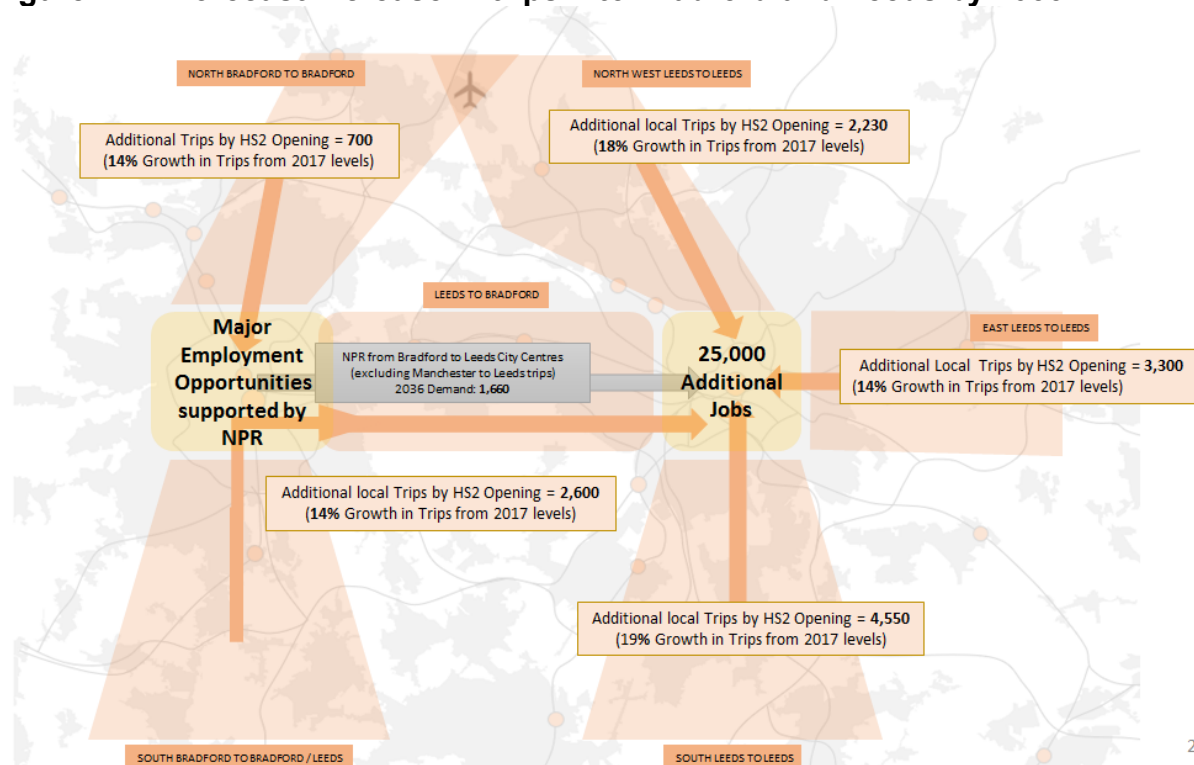 NORTH BRADFORD TO BRADFORD
NORTH WEST LEEDS TO LEEDS
Additional Trips by HS2 Opening = 700
(14% Growth in Trips from 2017 levels)
Additional local Trips by HS2 Opening = 2,230
(18% Growth in Trips from 2017 levels)
LEEDS TO BRADFORD
EAST LEEDS TO LEEDS
Major
Employment
Opportunities
supported by
NPR
NPR from Bradford to Leeds City Centres
(excluding Manchester to Leeds trips)
2036 Demand: 1,660
25,000
Additional
Jobs
Additional Local Trips by HS2 Opening = 3,300
(14% Growth in Trips from 2017 levels)
Additional local Trips by HS2 Opening = 2,600
(14% Growth in Trips from 2017 levels)
Additional local Trips by HS2 Opening = 4,550
(19% Growth in Trips from 2017 levels)
SOUTH BRADFORD TO BRADFORD / LEEDS
SOUTH LEEDS TO LEEDS
2